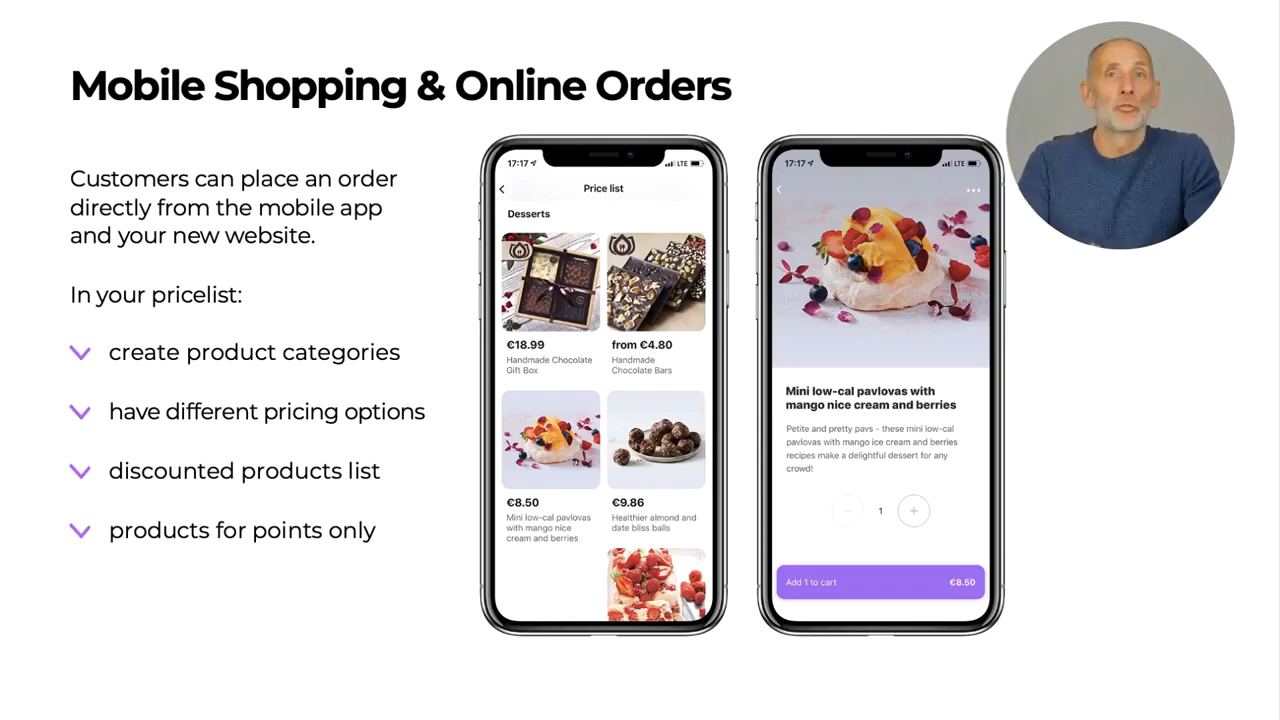 Mobile Shopping & Online Orders
Customers can place an order
directly from the mobile app
and your new website.
In your pricelist:
create product categories
have different pricing options
discounted products list
products for points only
17:17
LTE
Price list
Desserts
€18.99
Handmade Chocolate
Gift Box
from €4.80
Handmade
Chocolate Bars
€8.50
Mini low-cal pavlovas
with mango nice
cream and berries
€9.86
Healthier almond and
date bliss balls
17:17
LTE
Mini low-cal pavlovas with
mango nice cream and berries
Petite and pretty pavs - these mini low-cal
pavlovas with mango ice cream and berries
recipes make a delightful dessert for any
crowd!
1
Add 1 to cart €8.50